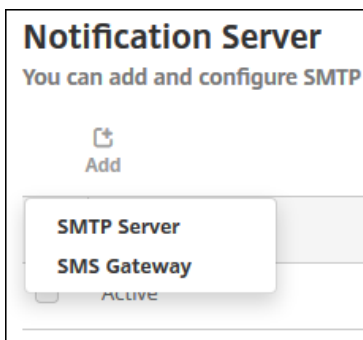 Notification Server
You can add and configure SMTP
Add
SMTP Server
SMS Gateway
Active